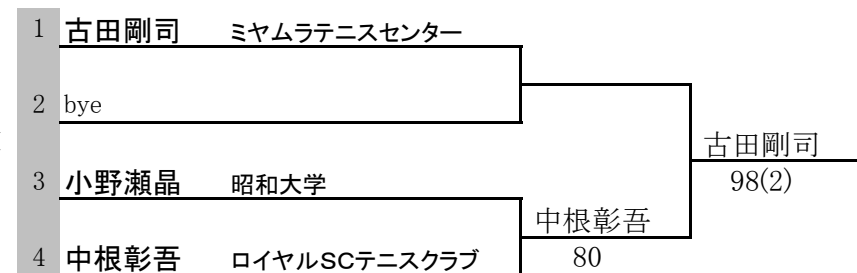 1 古田剛司 ミヤムラテニスセンター
2 bye
古田剛司
3 小野瀬晶 昭和大学 98(2)
中根彰吾
4 中根彰吾 ロイヤルSCテニスクラブ 80